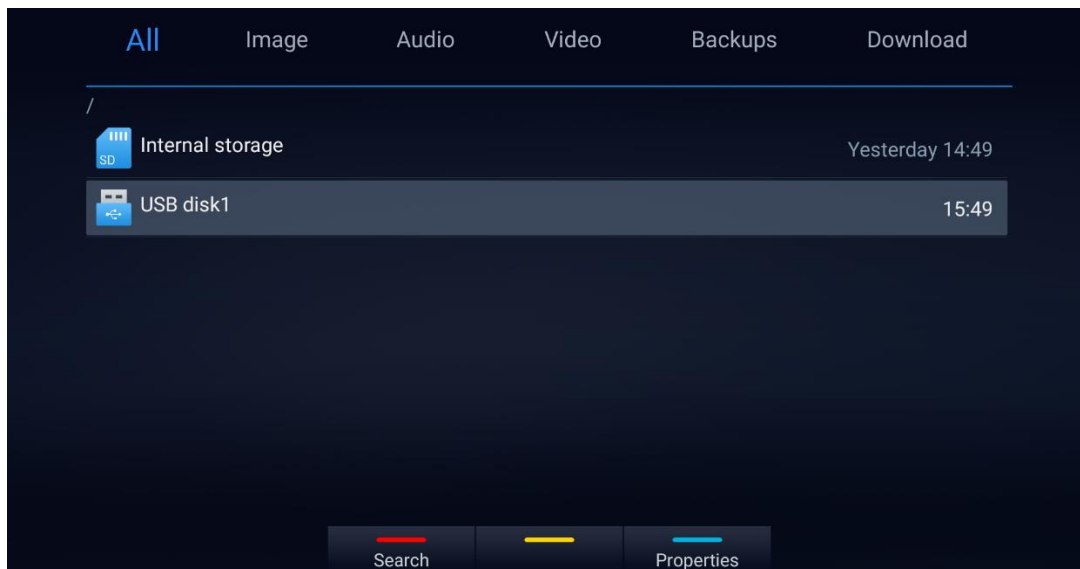 All Image Audio Video Backups Download
/
SD
Internal storage Yesterday 14:49
USB disk1 15:49
Search Properties